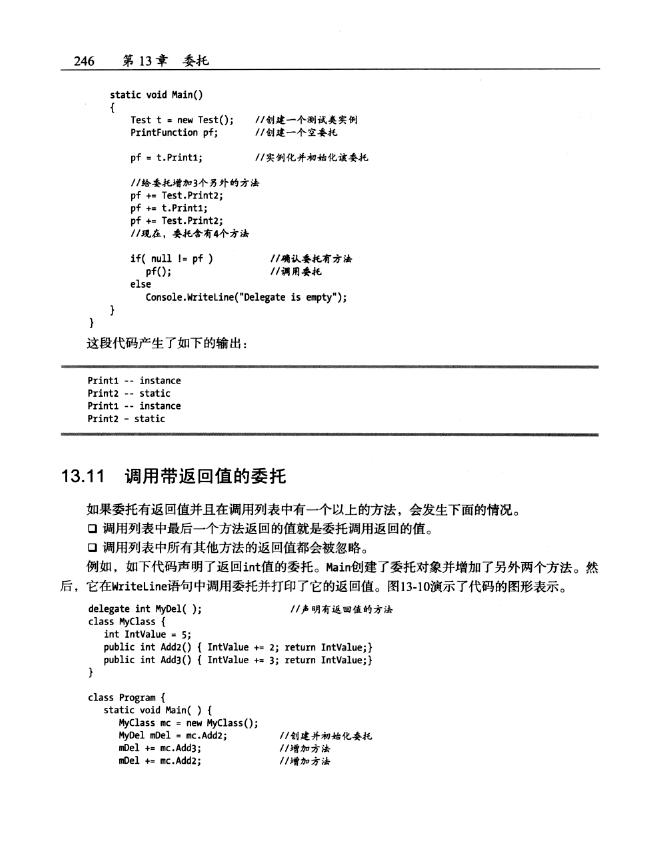 246 第13章 委托
static void Main()
{
Test t = new Test(); //创建一个测试类实例
PrintFunction pf; //创建一个空委托
pf = t.Print1; //实例化并初始化该委托
//给委托增加3个另外的方法
pf += Test.Print2;
pf += t.Print1;
pf += Test.Print2;
//现在，委托含有4个方法
if( null != pf ) //确认委托有方法
pf(); //调用委托
else
Console.WriteLine("Delegate is empty");
}
}
这段代码产生了如下的输出：
Print1 -- instance
Print2 -- static
Print1 -- instance
Print2 - static
13.11 调用带返回值的委托
如果委托有返回值并且在调用列表中有一个以上的方法，会发生下面的情况。
❑ 调用列表中最后一个方法返回的值就是委托调用返回的值。
❑ 调用列表中所有其他方法的返回值都会被忽略。
例如，如下代码声明了返回int值的委托。Main创建了委托对象并增加了另外两个方法。然
后，它在WriteLine语句中调用委托并打印了它的返回值。图13-10演示了代码的图形表示。
delegate int MyDel( ); //声明有返回值的方法
class MyClass {
int IntValue = 5;
public int Add2() { IntValue += 2; return IntValue;}
public int Add3() { IntValue += 3; return IntValue;}
}
class Program {
static void Main( ) {
MyClass mc = new MyClass();
MyDel mDel = mc.Add2; //创建并初始化委托
mDel += mc.Add3; //增加方法
mDel += mc.Add2; //增加方法